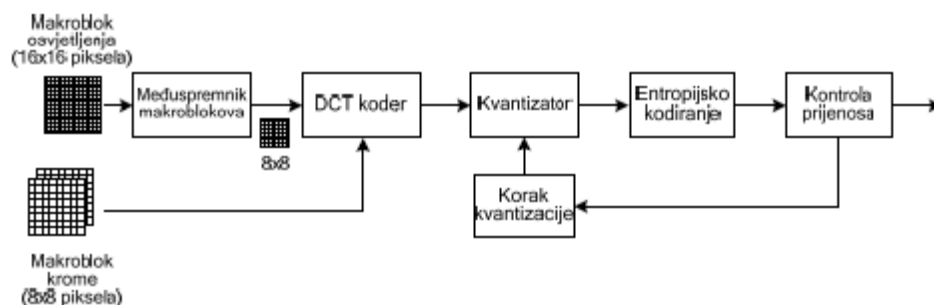 Makroblok
osvjetljenja
(16x16 piksela)
Međuspremnik
makroblokova
8x8
DCT koder
Kvantizator
Entropijsko
kodiranje
Kontrola
prijenosa
Korak
kvantizacije
Makroblok
krome
(8x8 piksela)